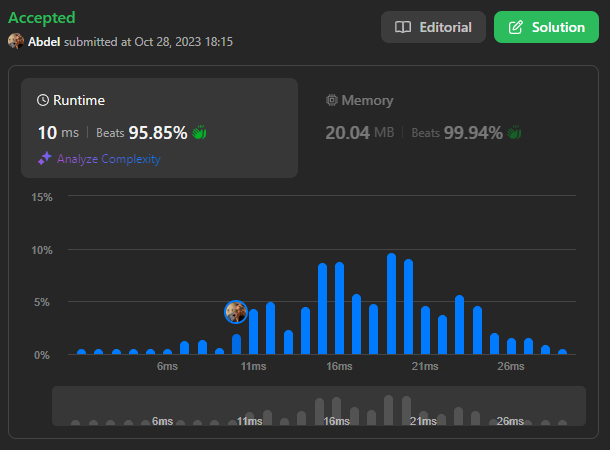 Accepted
Abdel submitted at Oct 28, 2023 18:15
Editorial
Solution
Runtime
10 ms | Beats 95.85%
Analyze Complexity
Memory
20.04 MB | Beats 99.94%
15%
10%
5%
0%
6ms 11ms 16ms 21ms 26ms
6ms 11ms 16ms 21ms 26ms